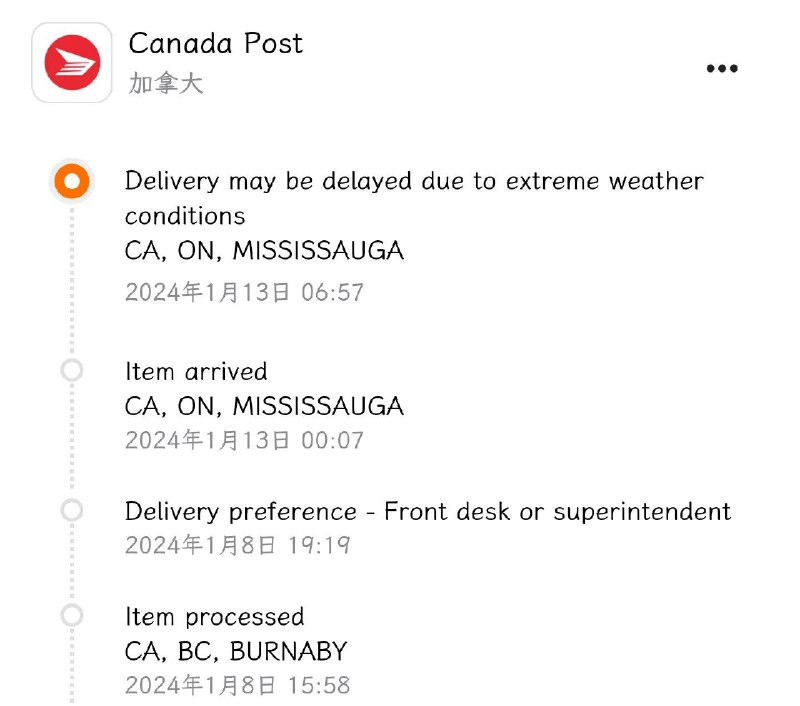 Canada Post
加拿大
Delivery may be delayed due to extreme weather
conditions
CA, ON, MISSISSAUGA
2024年1月13日 06:57
Item arrived
CA, ON, MISSISSAUGA
2024年1月13日 00:07
Delivery preference - Front desk or superintendent
2024年1月8日 19:19
Item processed
CA, BC, BURNABY
2024年1月8日 15:58